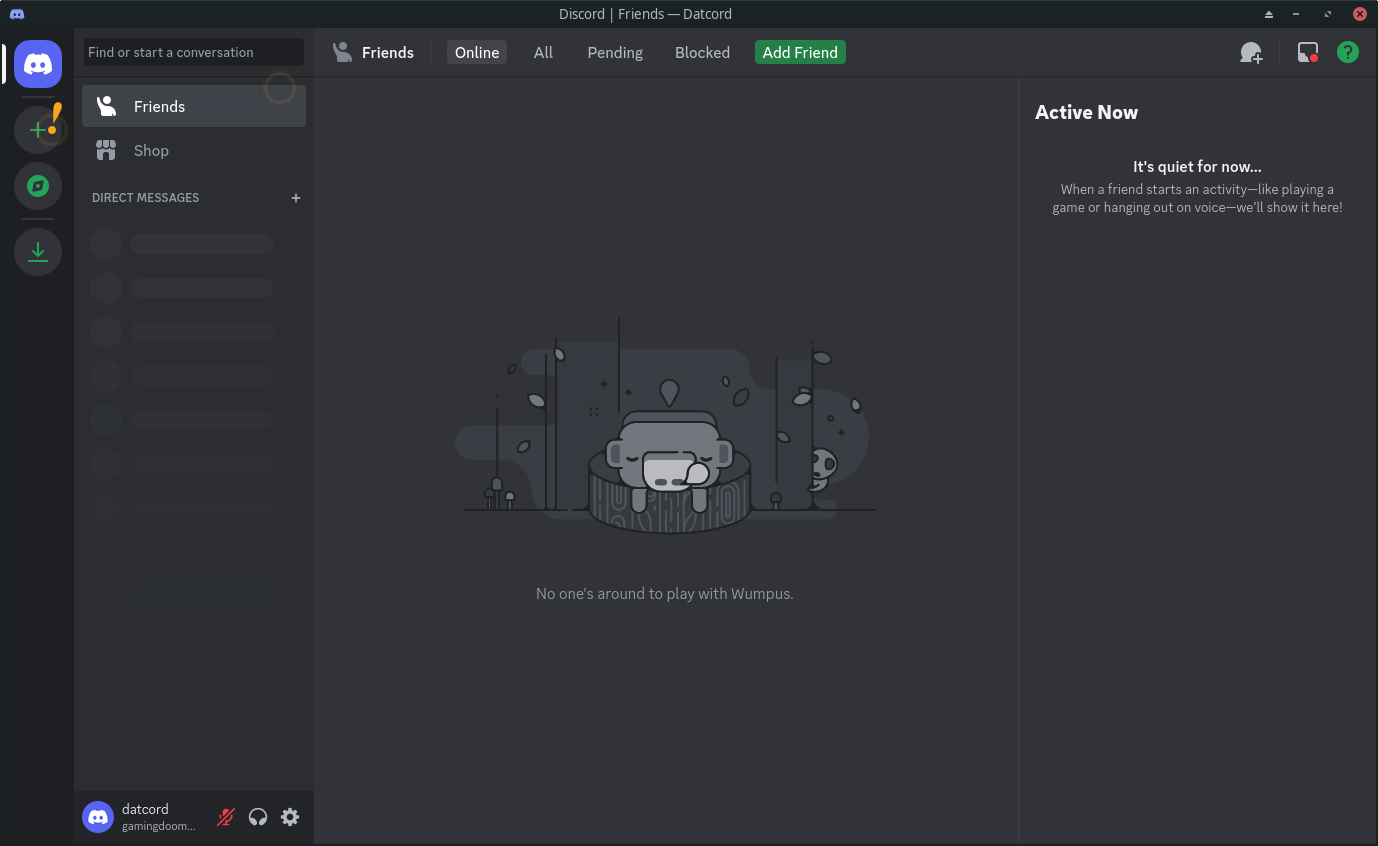 Discord | Friends — Datcord
Find or start a conversation
Friends
Online
All
Pending
Blocked
Add Friend
Friends
Shop
DIRECT MESSAGES
Active Now
It's quiet for now...
When a friend starts an activity—like playing a
game or hanging out on voice—we'll show it here!
No one's around to play with Wumpus.
datcord
gamingdoom...